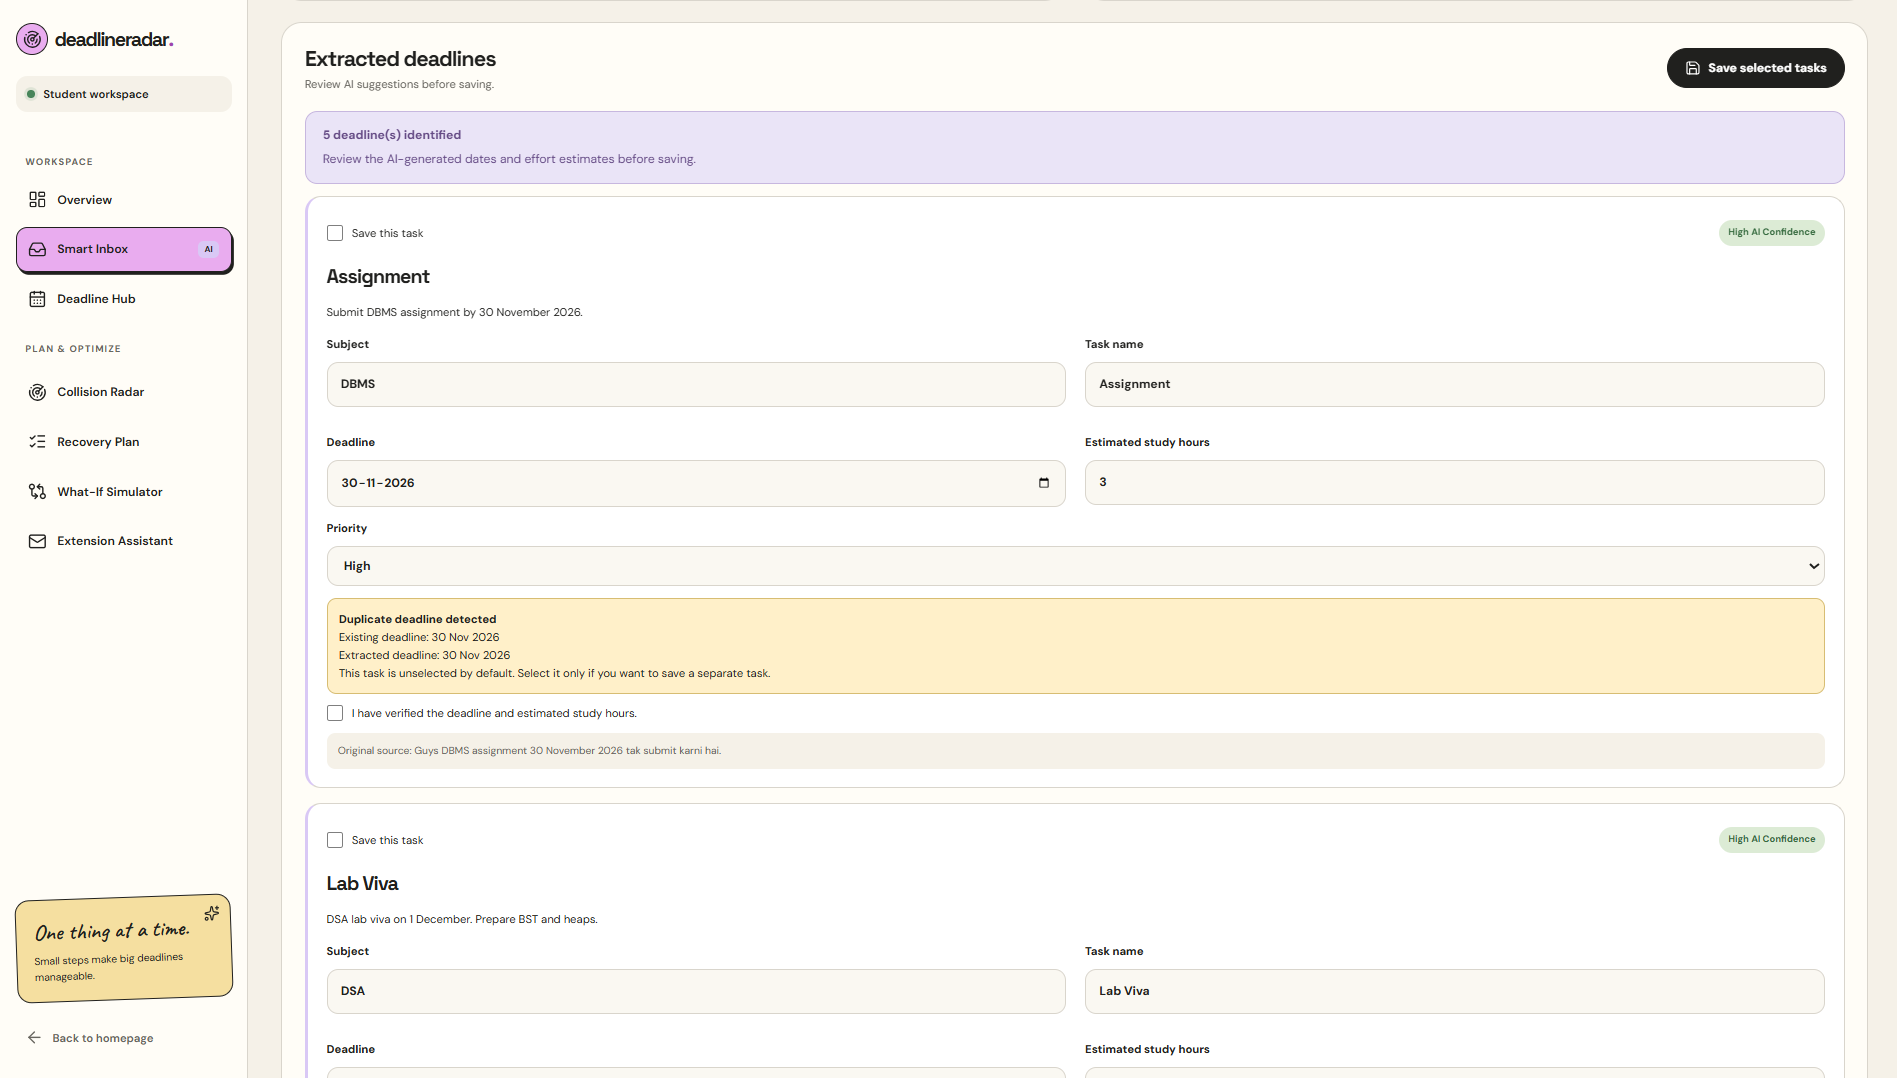 deadlineradar.
Student workspace
WORKSPACE
Overview
Smart Inbox
AI
Deadline Hub
PLAN & OPTIMIZE
Collision Radar
Recovery Plan
What-If Simulator
Extension Assistant
One thing at a time.
Small steps make big deadlines
manageable.
Back to homepage
Extracted deadlines
Review AI suggestions before saving.
Save selected tasks
5 deadline(s) identified
Review the AI-generated dates and effort estimates before saving.
Save this task
High AI Confidence
Assignment
Submit DBMS assignment by 30 November 2026.
Subject
Task name
DBMS
Assignment
Deadline
Estimated study hours
30-11-2026
3
Priority
High
Duplicate deadline detected
Existing deadline: 30 Nov 2026
Extracted deadline: 30 Nov 2026
This task is unselected by default. Select it only if you want to save a separate task.
I have verified the deadline and estimated study hours.
Original source: Guys DBMS assignment 30 November 2026 tak submit karni hai.
Save this task
High AI Confidence
Lab Viva
DSA lab viva on 1 December. Prepare BST and heaps.
Subject
Task name
DSA
Lab Viva
Deadline
Estimated study hours